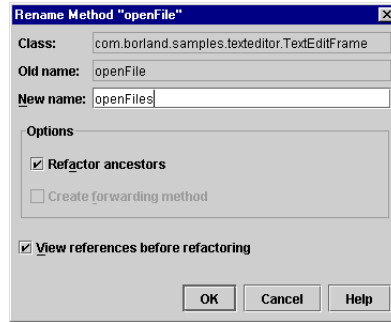 Rename Method "openFile"
Class: com.borland.samples.texteditor.TextEditFrame
Old name: openFile
New name: openFiles
Options
Refactor ancestors
Create forwarding method
View references before refactoring
OK Cancel Help